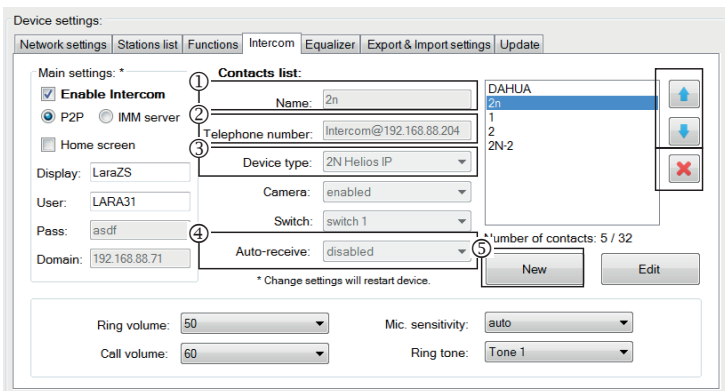 Device settings:
Network settings Stations list Functions Intercom Equalizer Export & Import settings Update
Main settings: *
Enable Intercom
P2P IMM server
Home screen
Display: LaraZS
User: LARA31
Pass: asdf
Domain: 192.168.88.71
Contacts list:
① Name: 2n
② Telephone number: Intercom@192.168.88.204
③ Device type: 2N Helios IP
Camera: enabled
Switch: switch 1
④ Auto-receive: disabled
* Change settings will restart device.
DAHUA
2n
1
2
2N-2
Number of contacts: 5 / 32
⑤ New Edit
Ring volume: 50 Mic. sensitivity: auto
Call volume: 60 Ring tone: Tone 1